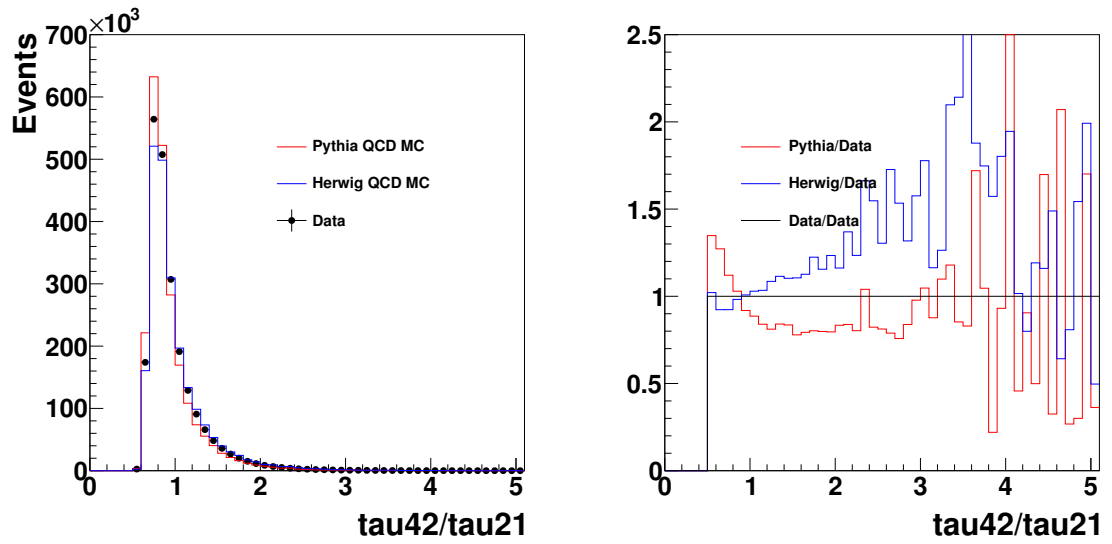 ×10³
700
600
500
400
300
200
100
0
Events
Pythia QCD MC
Herwig QCD MC
Data
0 1 2 3 4 5
tau42/tau21
2.5
2
1.5
1
0.5
0
Pythia/Data
Herwig/Data
Data/Data
0 1 2 3 4 5
tau42/tau21